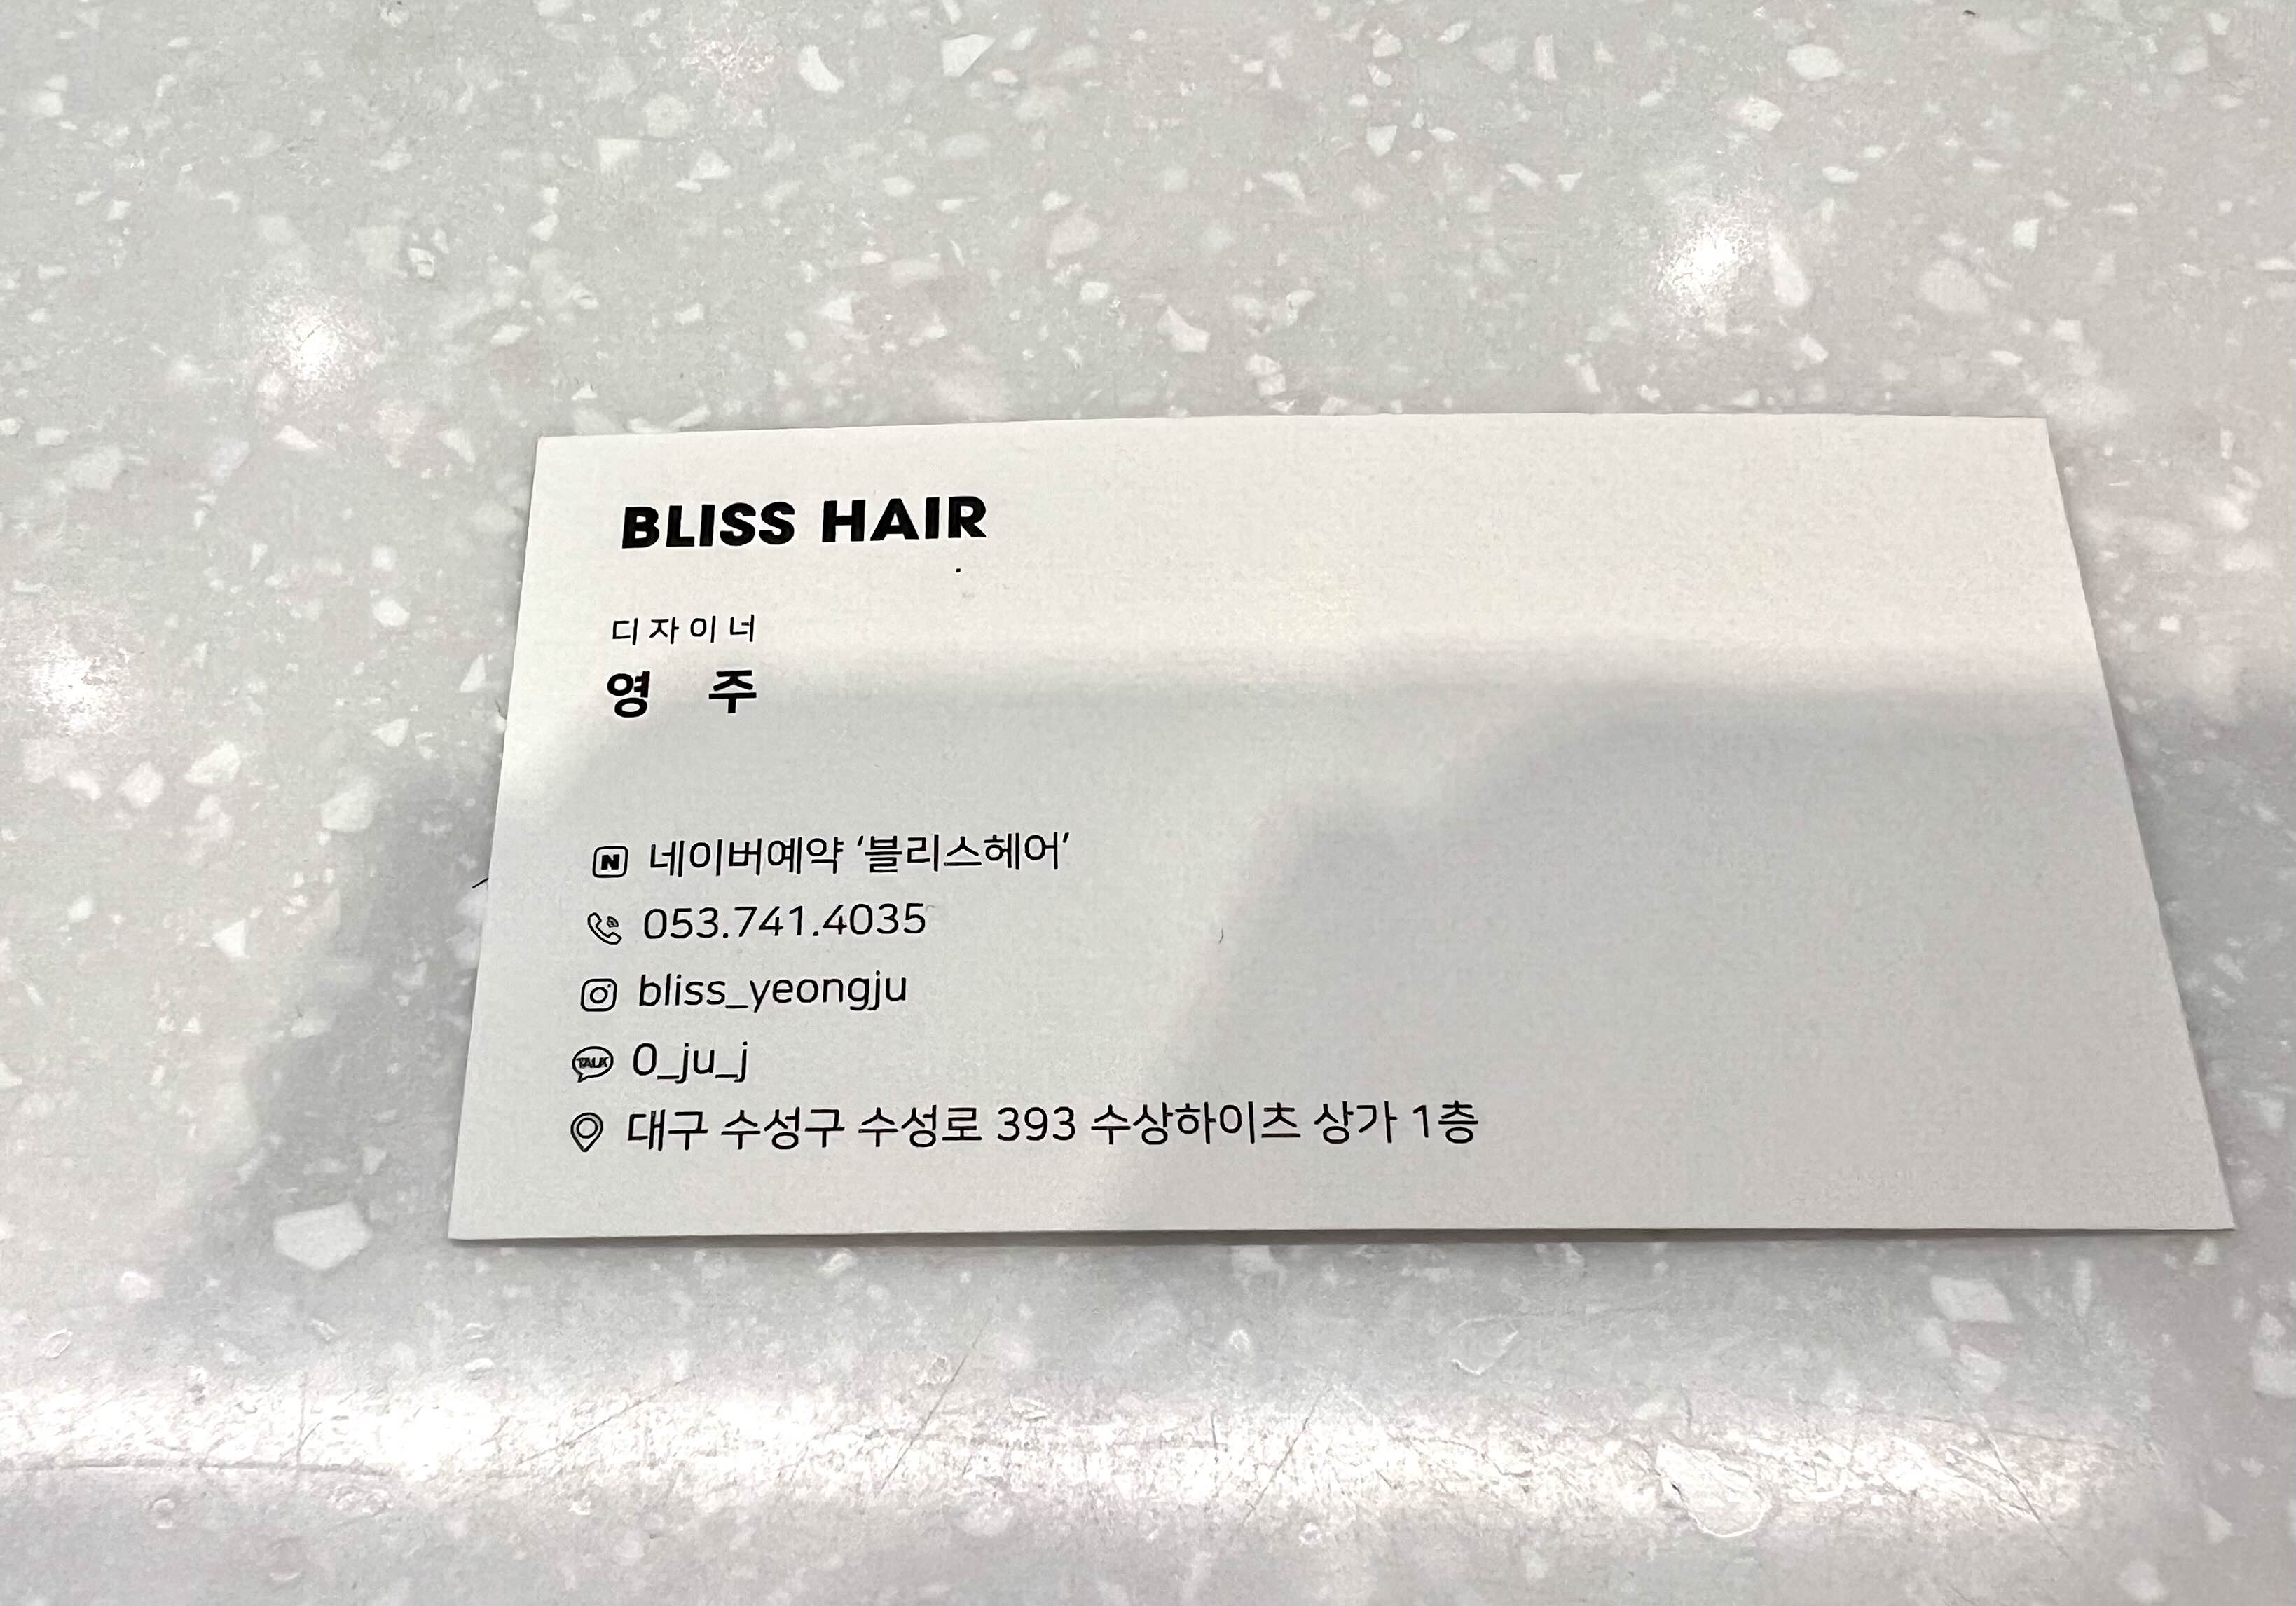 BLISS HAIR
디자이너
영 주
N 네이버예약 ‘블리스헤어’
053.741.4035
bliss_yeongju
TALK 0_ju_j
대구 수성구 수성로 393 수상하이츠 상가 1층